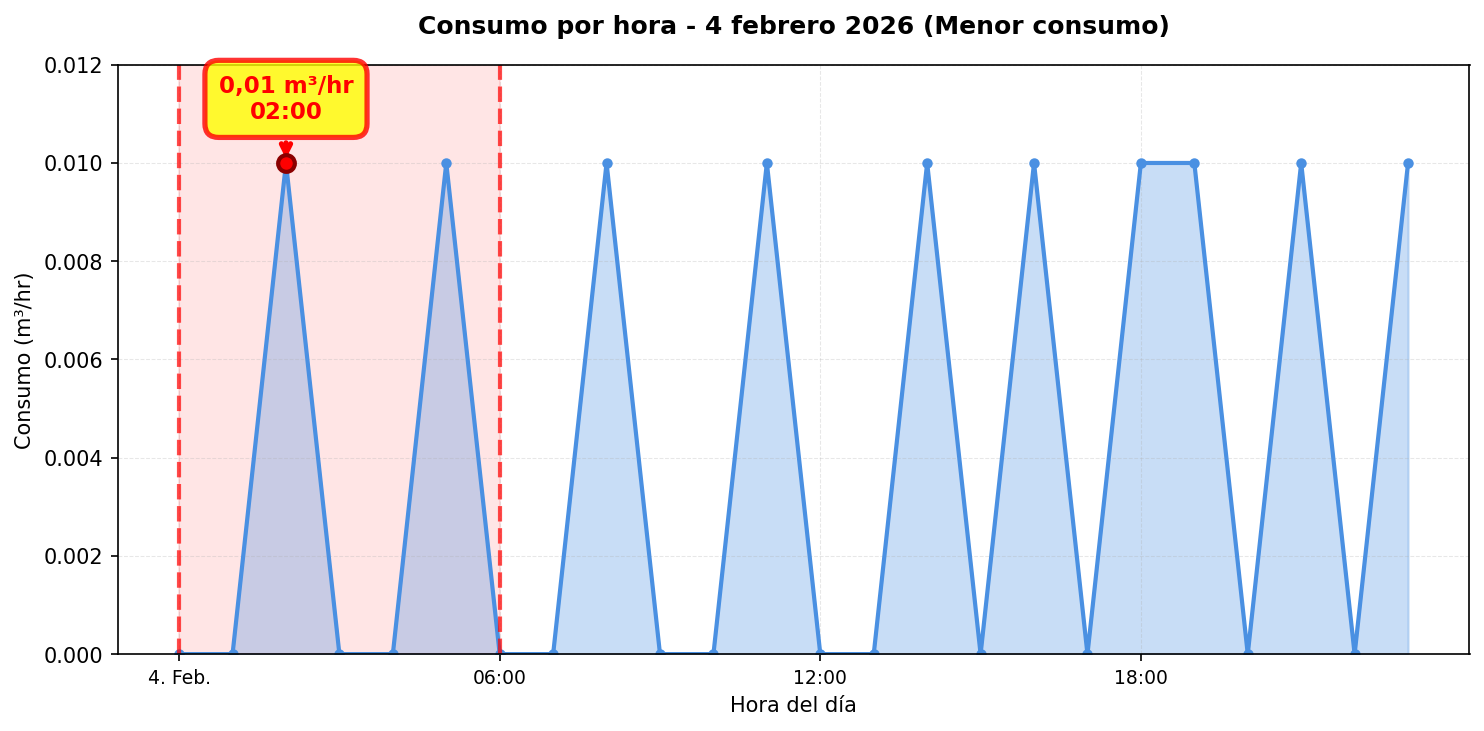 Consumo por hora - 4 febrero 2026 (Menor consumo)
0,01 m³/hr
02:00
0.012
0.010
0.008
0.006
0.004
0.002
0.000
Consumo (m³/hr)
4. Feb.
06:00
12:00
18:00
Hora del día